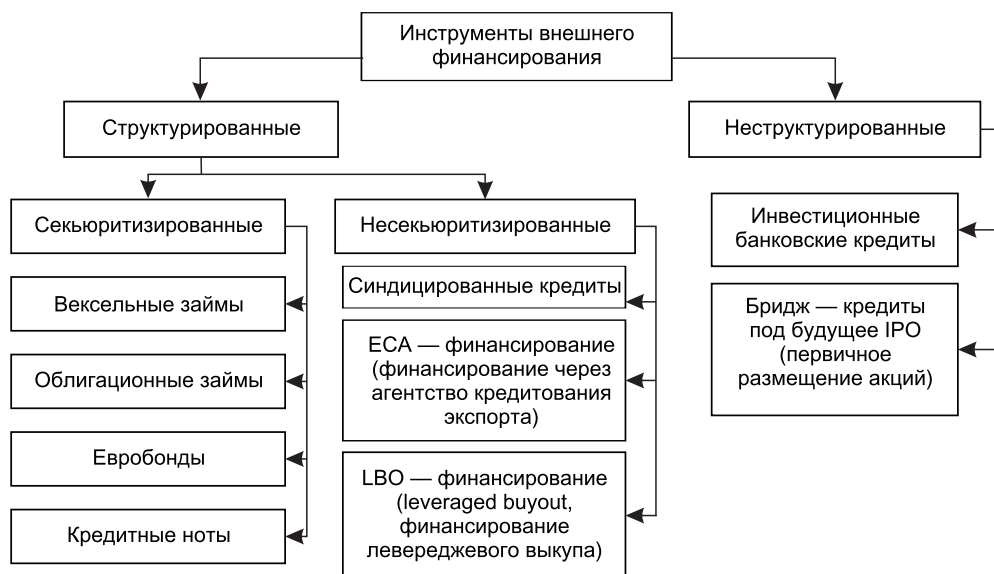 Инструменты внешнего
финансирования
Структурированные
Неструктурированные
Секьюритизированные
Несекьюритизированные
Вексельные займы
Облигационные займы
Евробонды
Кредитные ноты
Синдицированные кредиты
ECA — финансирование
(финансирование через
агентство кредитования
экспорта)
LBO — финансирование
(leveraged buyout,
финансирование
левереджевого выкупа)
Инвестиционные
банковские кредиты
Бридж — кредиты
под будущее IPO
(первичное
размещение акций)